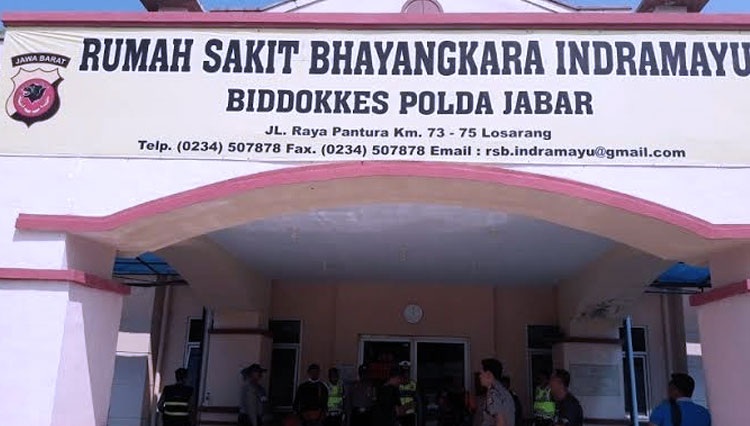 JAWA BARAT
RUMAH SAKIT BHAYANGKARA INDRAMAYU
BIDDOKKES POLDA JABAR
JL. Raya Pantura Km. 73 - 75 Losarang
Telp. (0234) 507878 Fax. (0234) 507878 Email : rsb.indramayu@gmail.com